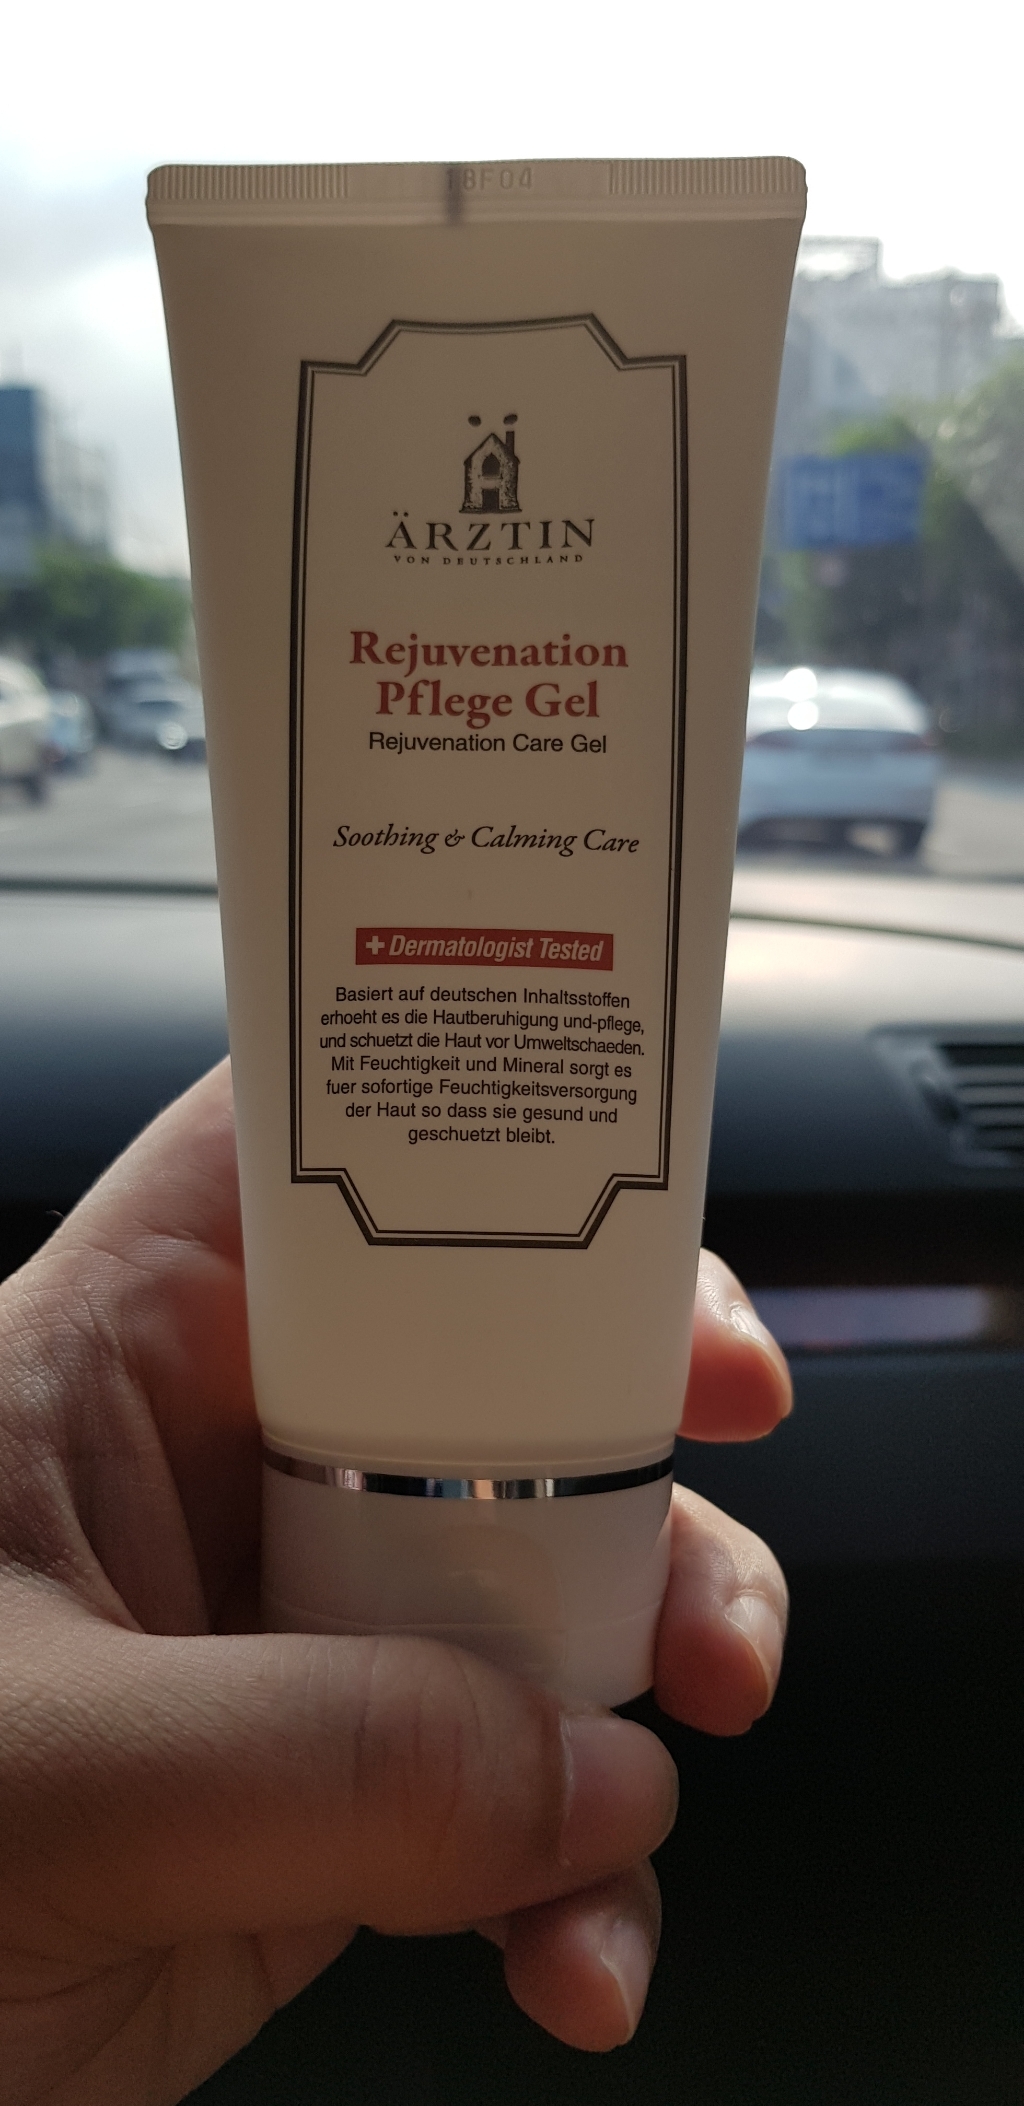 8F04
ÄRZTIN
VON DEUTSCHLAND
Rejuvenation
Pflege Gel
Rejuvenation Care Gel
Soothing & Calming Care
+ Dermatologist Tested
Basiert auf deutschen Inhaltsstoffen
erhoeht es die Hautberuhigung und-pflege,
und schuetzt die Haut vor Umweltschaeden.
Mit Feuchtigkeit und Mineral sorgt es
fuer sofortige Feuchtigkeitsversorgung
der Haut so dass sie gesund und
geschuetzt bleibt.